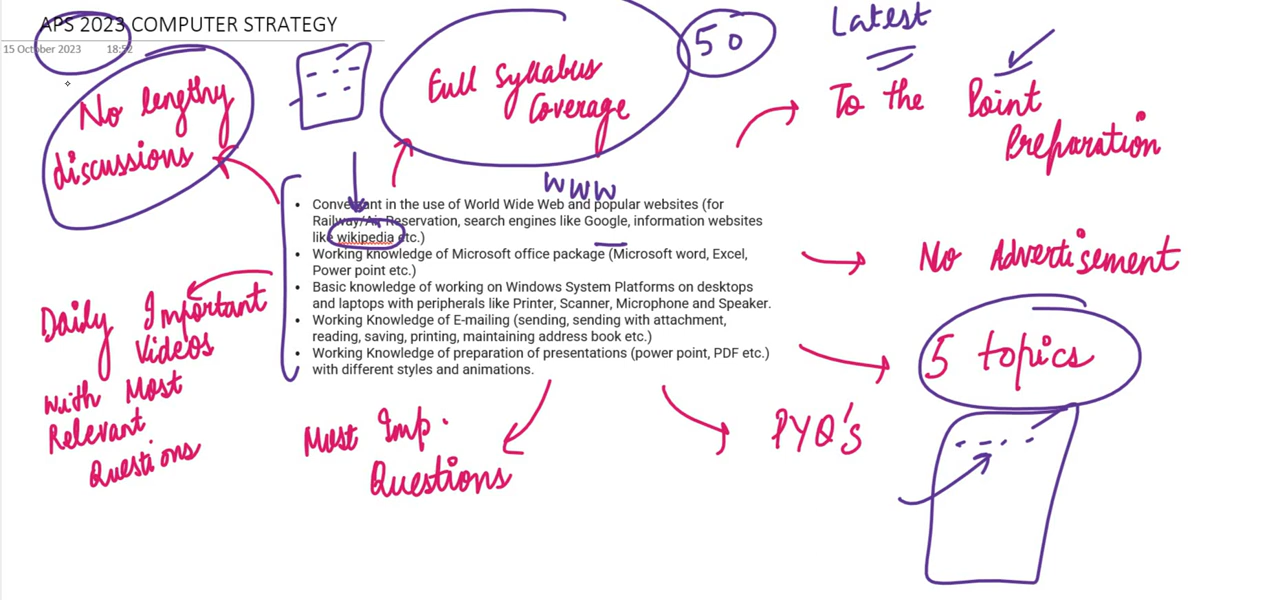 APS 2023 COMPUTER STRATEGY
15 October 2023 18:52
No lengthy
discussions
Full Syllabus
Coverage
50
Latest
To the Point
Preparation
www
• Conversant in the use of World Wide Web and popular websites (for
Railway/Air Reservation, search engines like Google, information websites
like wikipedia etc.)
• Working knowledge of Microsoft office package (Microsoft word, Excel,
Power point etc.)
• Basic knowledge of working on Windows System Platforms on desktops
and laptops with peripherals like Printer, Scanner, Microphone and Speaker.
• Working Knowledge of E-mailing (sending, sending with attachment,
reading, saving, printing, maintaining address book etc.)
• Working Knowledge of preparation of presentations (power point, PDF etc.)
with different styles and animations.
No Advertisement
Daily Important
Videos
With Most
Relevant
Questions
5 topics
Most Imp.
Questions
PYQ's